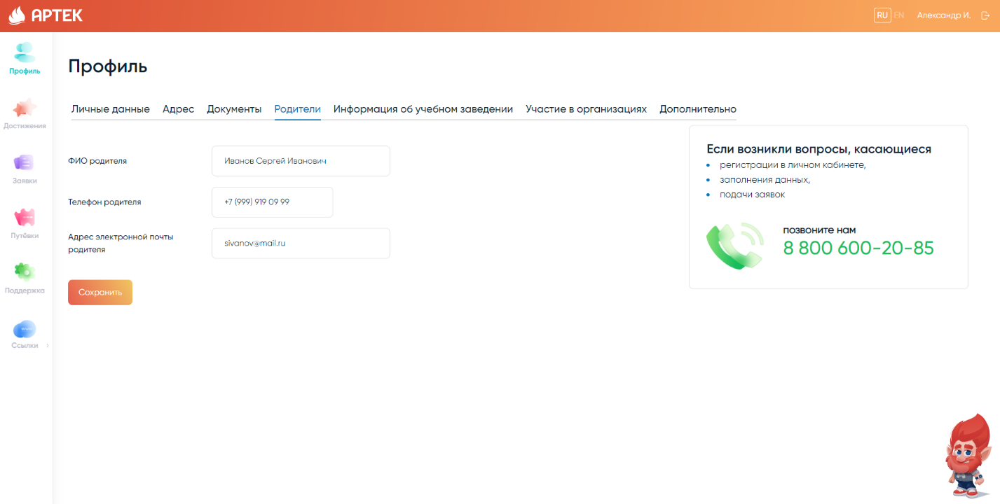 АРТЕК
RU EN Александр И.
Профиль
Достижения
Заявки
Путёвки
Поддержка
www
Ссылки
Профиль
Личные данные Адрес Документы Родители Информация об учебном заведении Участие в организациях Дополнительно
ФИО родителя Иванов Сергей Иванович
Телефон родителя +7 (999) 919 09 99
Адрес электронной почты
родителя
sivanov@mail.ru
Сохранить
Если возникли вопросы, касающиеся
• регистрации в личном кабинете,
• заполнения данных,
• подачи заявок
позвоните нам
8 800 600-20-85